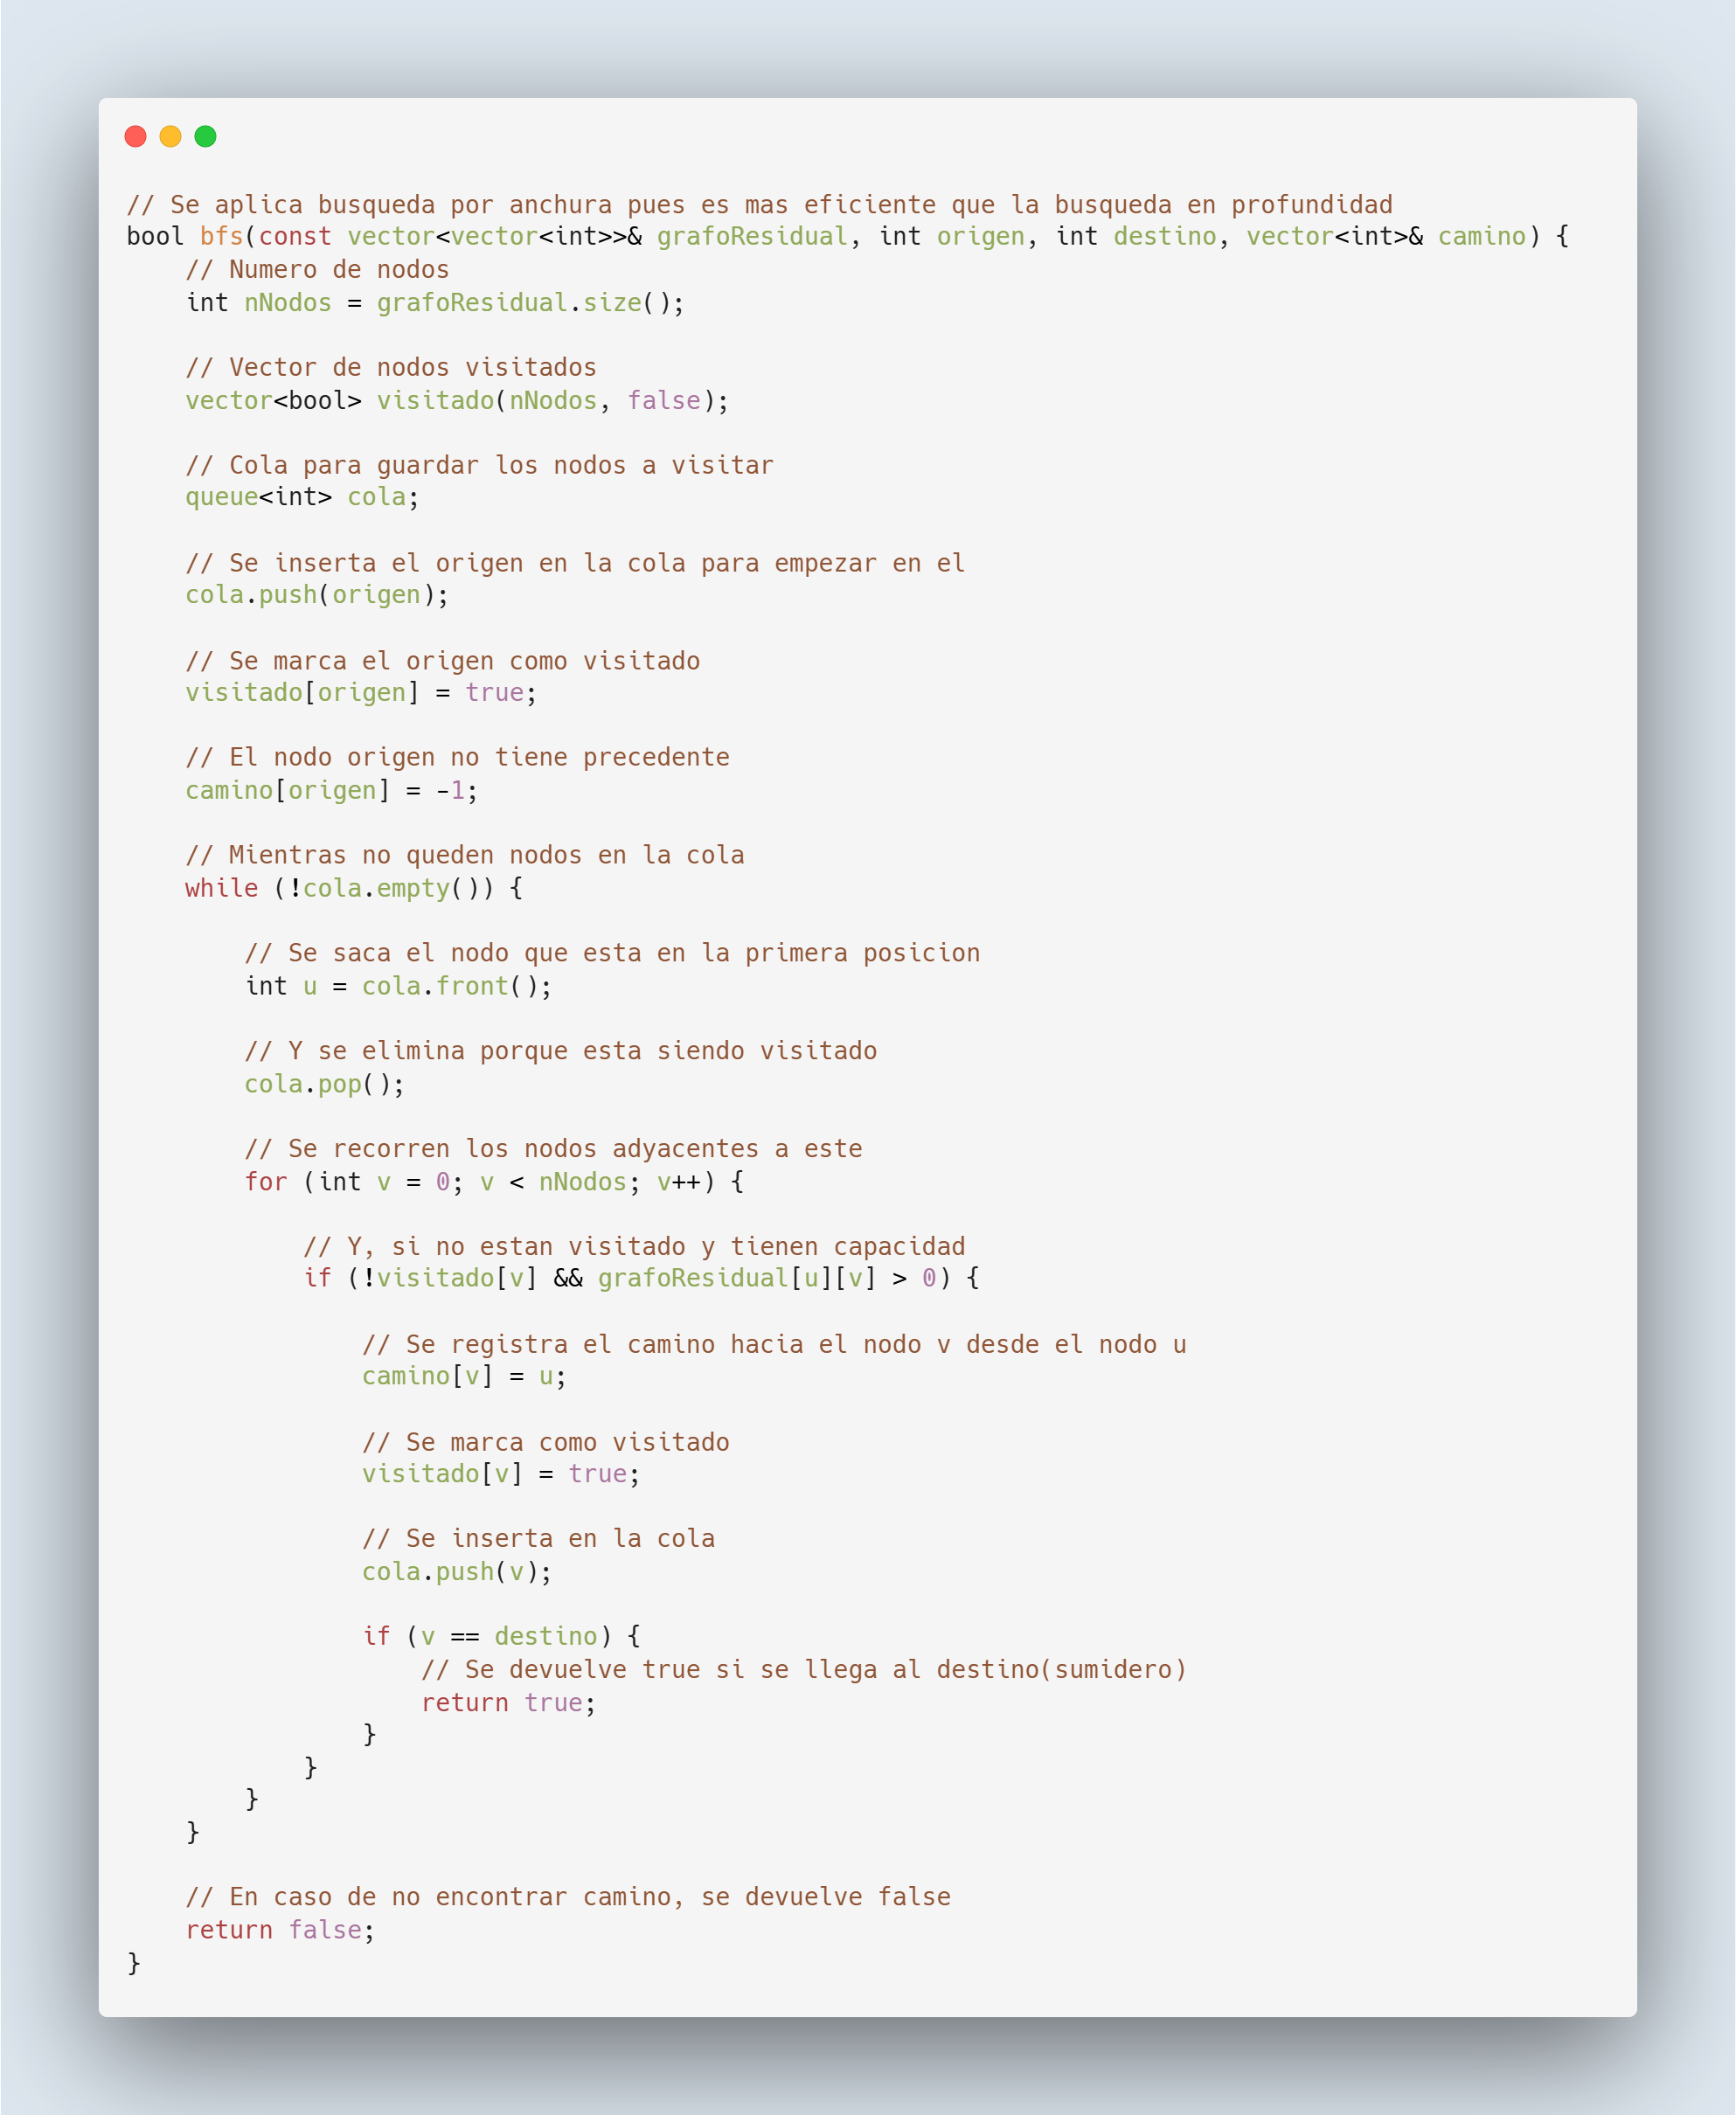 // Se aplica busqueda por anchura pues es mas eficiente que la busqueda en profundidad
bool bfs(const vector<vector<int>>& grafoResidual, int origen, int destino, vector<int>& camino) {
    // Numero de nodos
    int nNodos = grafoResidual.size();

    // Vector de nodos visitados
    vector<bool> visitado(nNodos, false);

    // Cola para guardar los nodos a visitar
    queue<int> cola;

    // Se inserta el origen en la cola para empezar en el
    cola.push(origen);

    // Se marca el origen como visitado
    visitado[origen] = true;

    // El nodo origen no tiene precedente
    camino[origen] = -1;

    // Mientras no queden nodos en la cola
    while (!cola.empty()) {

        // Se saca el nodo que esta en la primera posicion
        int u = cola.front();

        // Y se elimina porque esta siendo visitado
        cola.pop();

        // Se recorren los nodos adyacentes a este
        for (int v = 0; v < nNodos; v++) {

            // Y, si no estan visitado y tienen capacidad
            if (!visitado[v] && grafoResidual[u][v] > 0) {

                // Se registra el camino hacia el nodo v desde el nodo u
                camino[v] = u;

                // Se marca como visitado
                visitado[v] = true;

                // Se inserta en la cola
                cola.push(v);

                if (v == destino) {
                    // Se devuelve true si se llega al destino(sumidero)
                    return true;
                }
            }
        }
    }

    // En caso de no encontrar camino, se devuelve false
    return false;
}